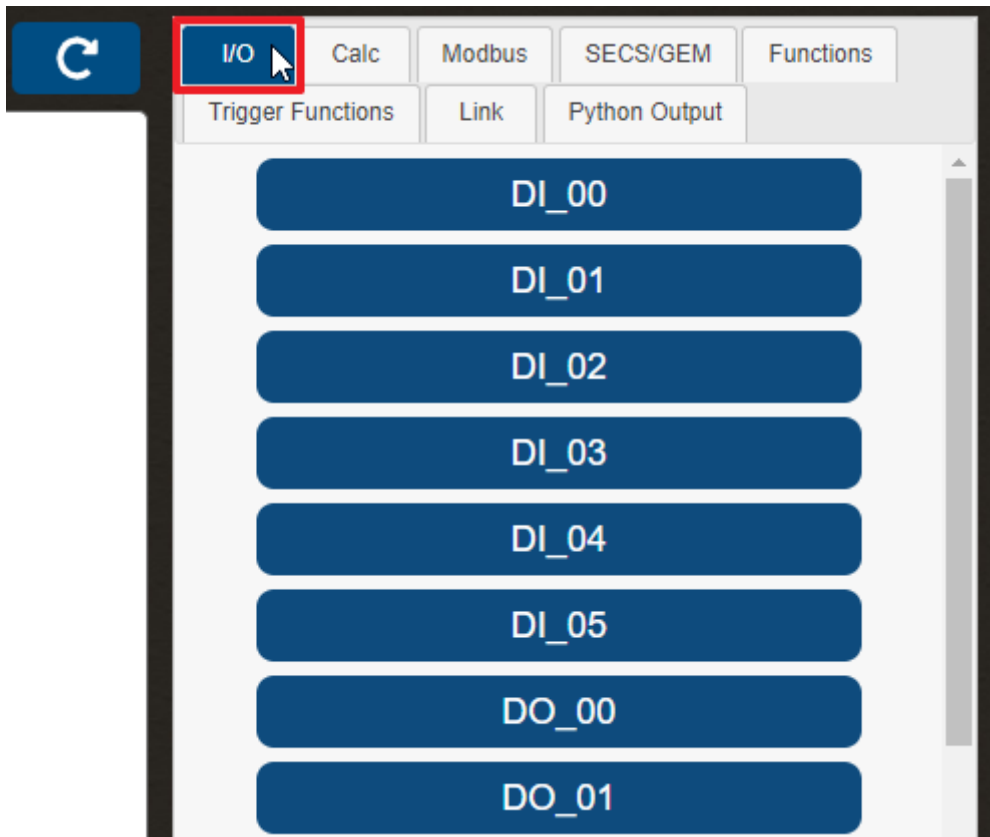 I/O Calc Modbus SECS/GEM Functions
Trigger Functions Link Python Output
DI_00
DI_01
DI_02
DI_03
DI_04
DI_05
DO_00
DO_01